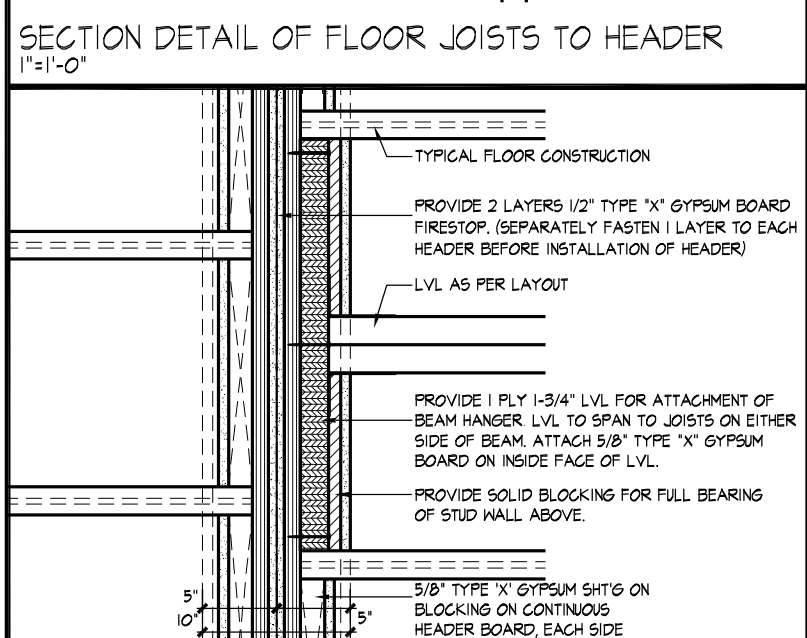 SECTION DETAIL OF FLOOR JOISTS TO HEADER
1"=1'-0"
TYPICAL FLOOR CONSTRUCTION
PROVIDE 2 LAYERS 1/2" TYPE "X" GYPSUM BOARD
FIRESTOP. (SEPARATELY FASTEN 1 LAYER TO EACH
HEADER BEFORE INSTALLATION OF HEADER)
LVL AS PER LAYOUT
PROVIDE 1 PLY 1-3/4" LVL FOR ATTACHMENT OF
BEAM HANGER. LVL TO SPAN TO JOISTS ON EITHER
SIDE OF BEAM. ATTACH 5/8" TYPE "X" GYPSUM
BOARD ON INSIDE FACE OF LVL.
PROVIDE SOLID BLOCKING FOR FULL BEARING
OF STUD WALL ABOVE.
5/8" TYPE 'X' GYPSUM SHT'G ON
BLOCKING ON CONTINUOUS
HEADER BOARD, EACH SIDE
5"
10"
5"